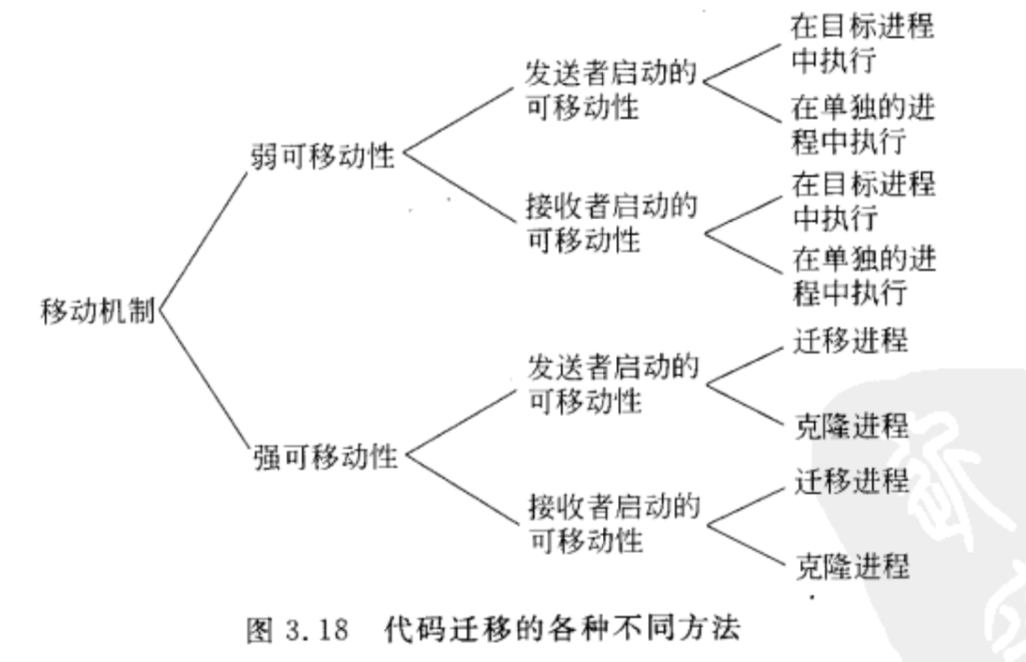 在目标进程
中执行
发送者启动的
可移动性
在单独的进
程中执行
弱可移动性
在目标进程
中执行
接收者启动的
可移动性
在单独的进
程中执行
移动机制
迁移进程
发送者启动的
可移动性
克隆进程
强可移动性
迁移进程
接收者启动的
可移动性
克隆进程
图 3.18 代码迁移的各种不同方法